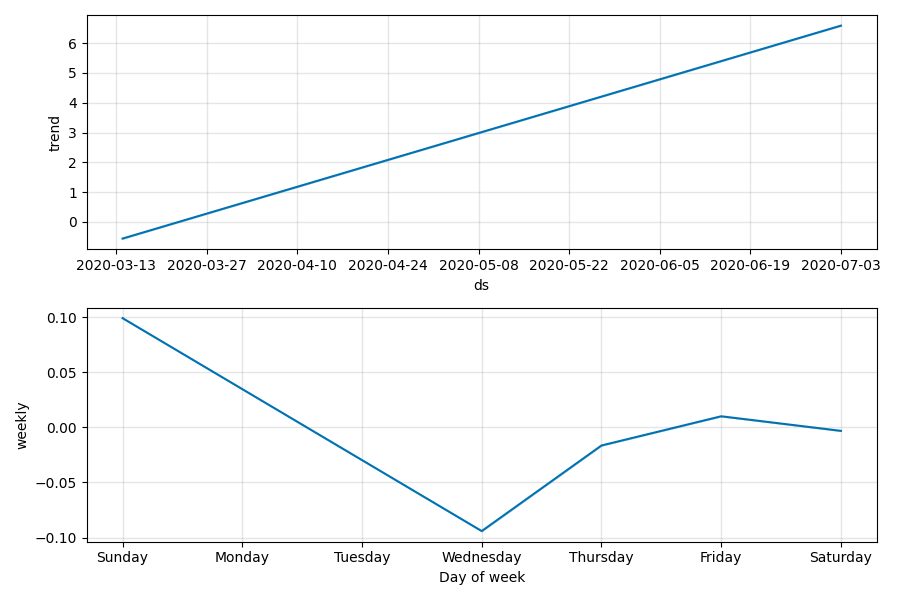 6
5
4
3
2
1
0
trend
2020-03-13 2020-03-27 2020-04-10 2020-04-24 2020-05-08 2020-05-22 2020-06-05 2020-06-19 2020-07-03
ds
0.10
0.05
0.00
−0.05
−0.10
weekly
Sunday Monday Tuesday Wednesday Thursday Friday Saturday
Day of week